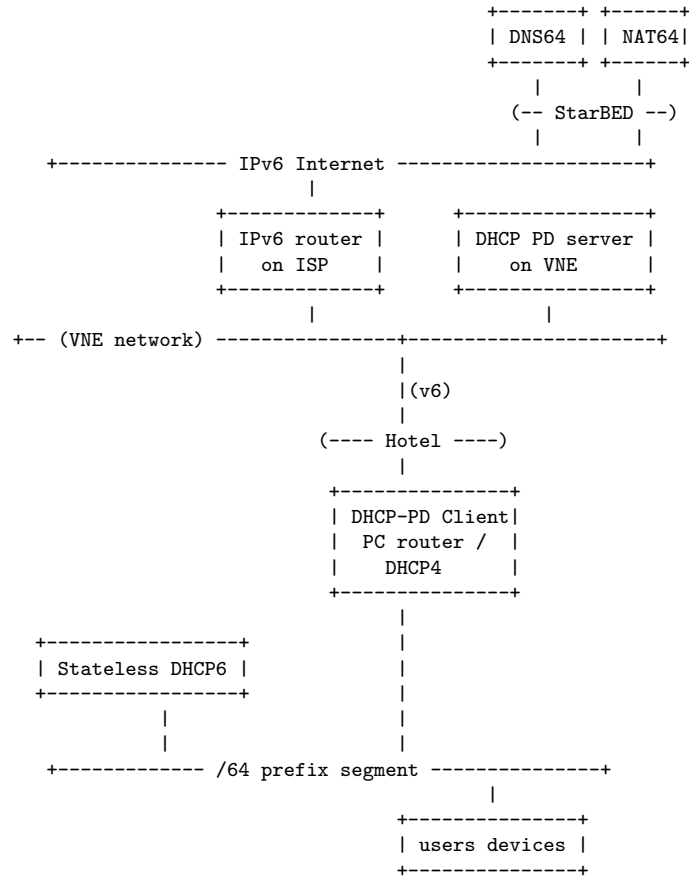 DNS64 NAT64
(-- StarBED --)
IPv6 Internet
IPv6 router DHCP PD server
on ISP on VNE
(VNE network)
(v6)
(---- Hotel ----)
DHCP-PD Client
PC router /
DHCP4
Stateless DHCP6
/64 prefix segment
users devices